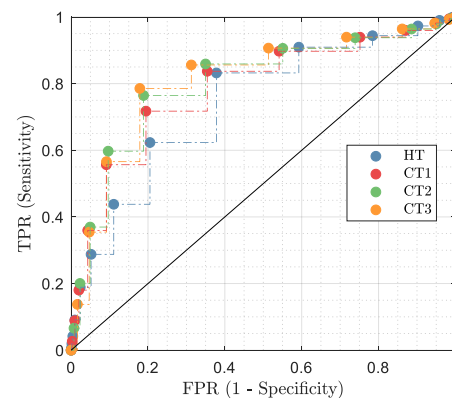 1
0.8
0.6
0.4
0.2
0
TPR (Sensitivity)
HT
CT1
CT2
CT3
0 0.2 0.4 0.6 0.8
FPR (1 - Specificity)